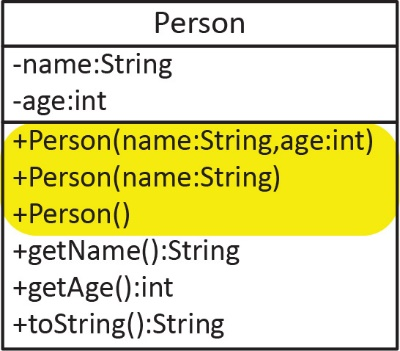 Person
-name:String
-age:int
+Person(name:String,age:int)
+Person(name:String)
+Person()
+getName():String
+getAge():int
+toString():String